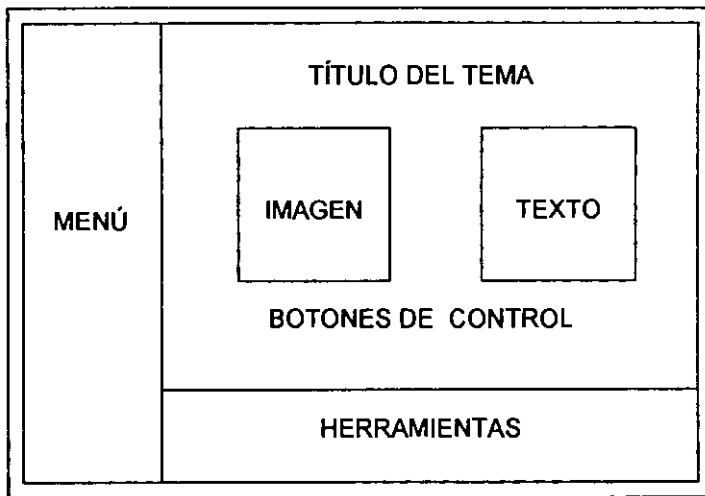 TÍTULO DEL TEMA
MENÚ
IMAGEN
TEXTO
BOTONES DE CONTROL
HERRAMIENTAS